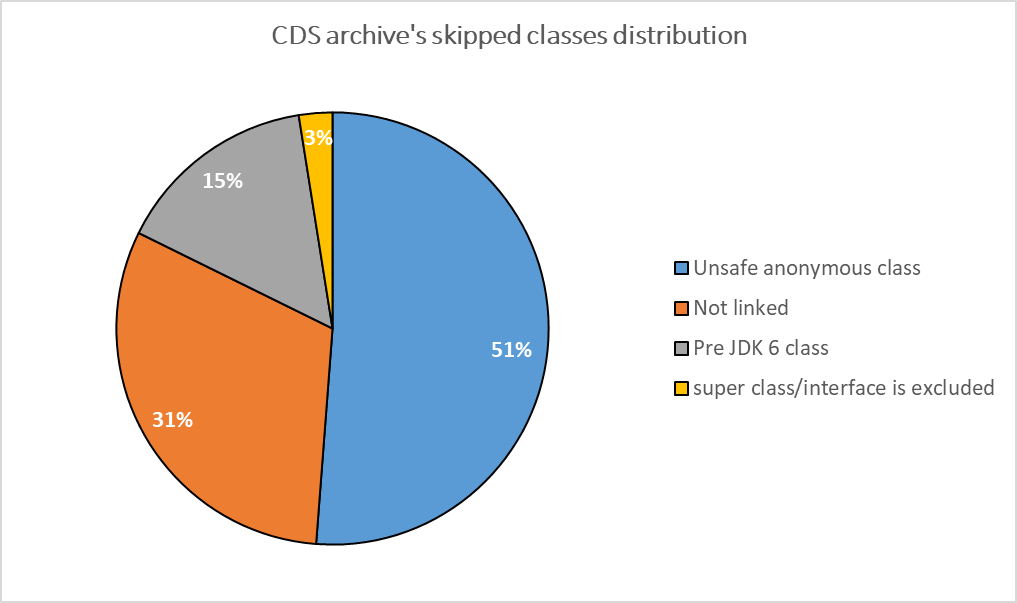 CDS archive's skipped classes distribution
3%
15%
51%
31%
Unsafe anonymous class
Not linked
Pre JDK 6 class
super class/interface is excluded